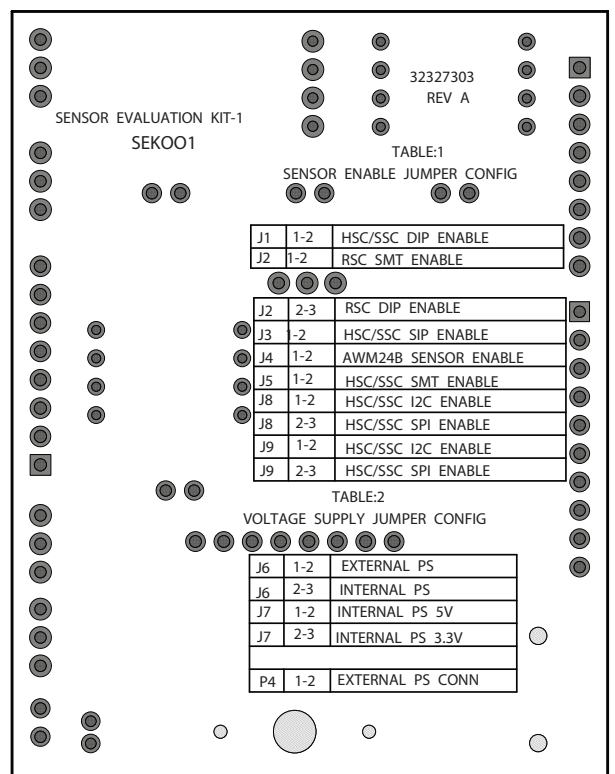 32327303
REV A
SENSOR EVALUATION KIT-1
SEKOO1
TABLE:1
SENSOR ENABLE JUMPER CONFIG
J1 1-2 HSC/SSC DIP ENABLE
J2 1-2 RSC SMT ENABLE
J2 2-3 RSC DIP ENABLE
J3 1-2 HSC/SSC SIP ENABLE
J4 1-2 AWM24B SENSOR ENABLE
J5 1-2 HSC/SSC SMT ENABLE
J8 1-2 HSC/SSC I2C ENABLE
J8 2-3 HSC/SSC SPI ENABLE
J9 1-2 HSC/SSC I2C ENABLE
J9 2-3 HSC/SSC SPI ENABLE
TABLE:2
VOLTAGE SUPPLY JUMPER CONFIG
J6 1-2 EXTERNAL PS
J6 2-3 INTERNAL PS
J7 1-2 INTERNAL PS 5V
J7 2-3 INTERNAL PS 3.3V
P4 1-2 EXTERNAL PS CONN